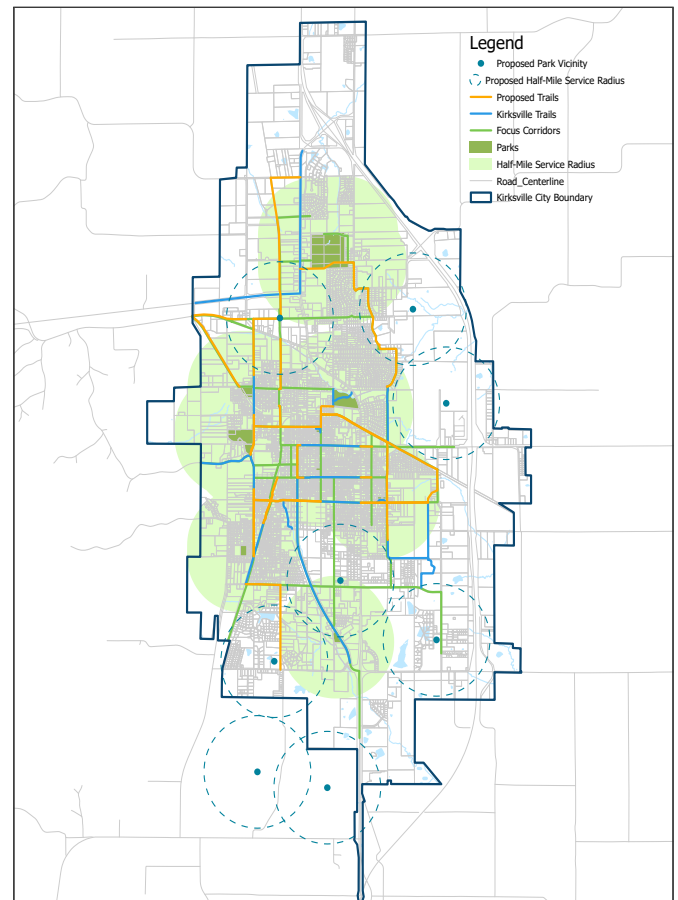 Legend
Proposed Park Vicinity
Proposed Half-Mile Service Radius
Proposed Trails
Kirksville Trails
Focus Corridors
Parks
Half-Mile Service Radius
Road_Centerline
Kirksville City Boundary